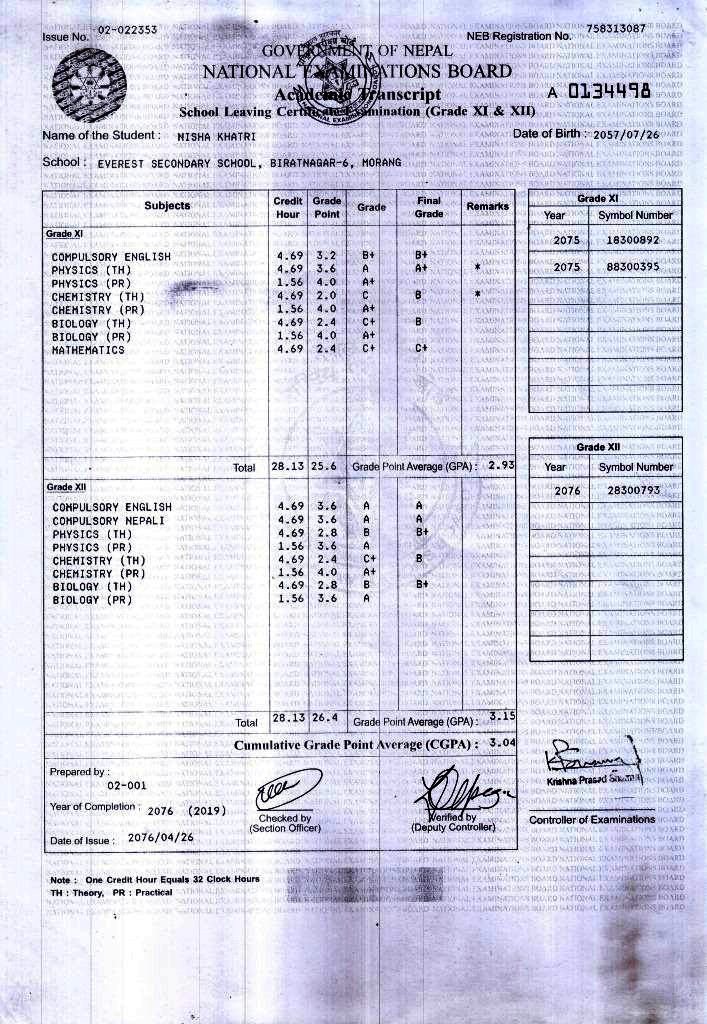 Issue No. 02-022353
NEB Registration No. 758313087
GOVERNMENT OF NEPAL
NATIONAL EXAMINATIONS BOARD
Academic Transcript
A 0134498
School Leaving Certificate Examination (Grade XI & XII)
Name of the Student : NISHA KHATRI
Date of Birth : 2057/07/26
School : EVEREST SECONDARY SCHOOL, BIRATNAGAR-6, MORANG
Subjects Credit Hour Grade Point Grade Final Grade Remarks
Grade XI
COMPULSORY ENGLISH 4.69 3.2 B+ B+
PHYSICS (TH) 4.69 3.6 A A+ *
PHYSICS (PR) 1.56 4.0 A+
CHEMISTRY (TH) 4.69 2.0 C B *
CHEMISTRY (PR) 1.56 4.0 A+
BIOLOGY (TH) 4.69 2.4 C+ B
BIOLOGY (PR) 1.56 4.0 A+
MATHEMATICS 4.69 2.4 C+ C+
Total 28.13 25.6 Grade Point Average (GPA) : 2.93
Grade XII
COMPULSORY ENGLISH 4.69 3.6 A A
COMPULSORY NEPALI 4.69 3.6 A A
PHYSICS (TH) 4.69 2.8 B B+
PHYSICS (PR) 1.56 3.6 A
CHEMISTRY (TH) 4.69 2.4 C+ B
CHEMISTRY (PR) 1.56 4.0 A+
BIOLOGY (TH) 4.69 2.8 B B+
BIOLOGY (PR) 1.56 3.6 A
Total 28.13 26.4 Grade Point Average (GPA) : 3.15
Cumulative Grade Point Average (CGPA) : 3.04
Grade XI
Year Symbol Number
2075 18300892
2075 88300395
Grade XII
Year Symbol Number
2076 28300793
Prepared by :
02-001
Year of Completion : 2076 (2019)
Date of Issue : 2076/04/26
Checked by
(Section Officer)
Verified by
(Deputy Controller)
Krishna Prasad
Controller of Examinations
Note : One Credit Hour Equals 32 Clock Hours
TH : Theory, PR : Practical